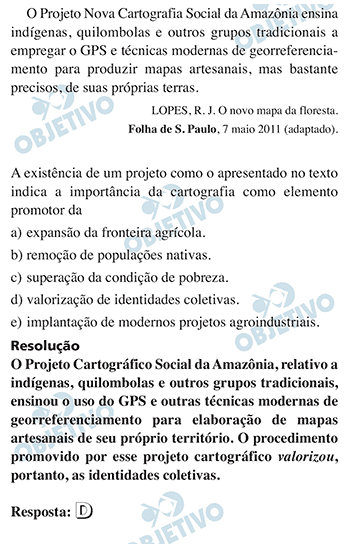 O Projeto Nova Cartografia Social da Amazônia ensina
indígenas, quilombolas e outros grupos tradicionais a
empregar o GPS e técnicas modernas de georreferencia-
mento para produzir mapas artesanais, mas bastante
precisos, de suas próprias terras.
LOPES, R. J. O novo mapa da floresta.
Folha de S. Paulo, 7 maio 2011 (adaptado).
A existência de um projeto como o apresentado no texto
indica a importância da cartografia como elemento
promotor da
a) expansão da fronteira agrícola.
b) remoção de populações nativas.
c) superação da condição de pobreza.
d) valorização de identidades coletivas.
e) implantação de modernos projetos agroindustriais.
Resolução
O Projeto Cartográfico Social da Amazônia, relativo a
indígenas, quilombolas e outros grupos tradicionais,
ensinou o uso do GPS e outras técnicas modernas de
georreferenciamento para elaboração de mapas
artesanais de seu próprio território. O procedimento
promovido por esse projeto cartográfico valorizou,
portanto, as identidades coletivas.
Resposta: D
OBJETIVO
OBJETIVO
OBJETIVO
OBJETIVO
OBJETIVO